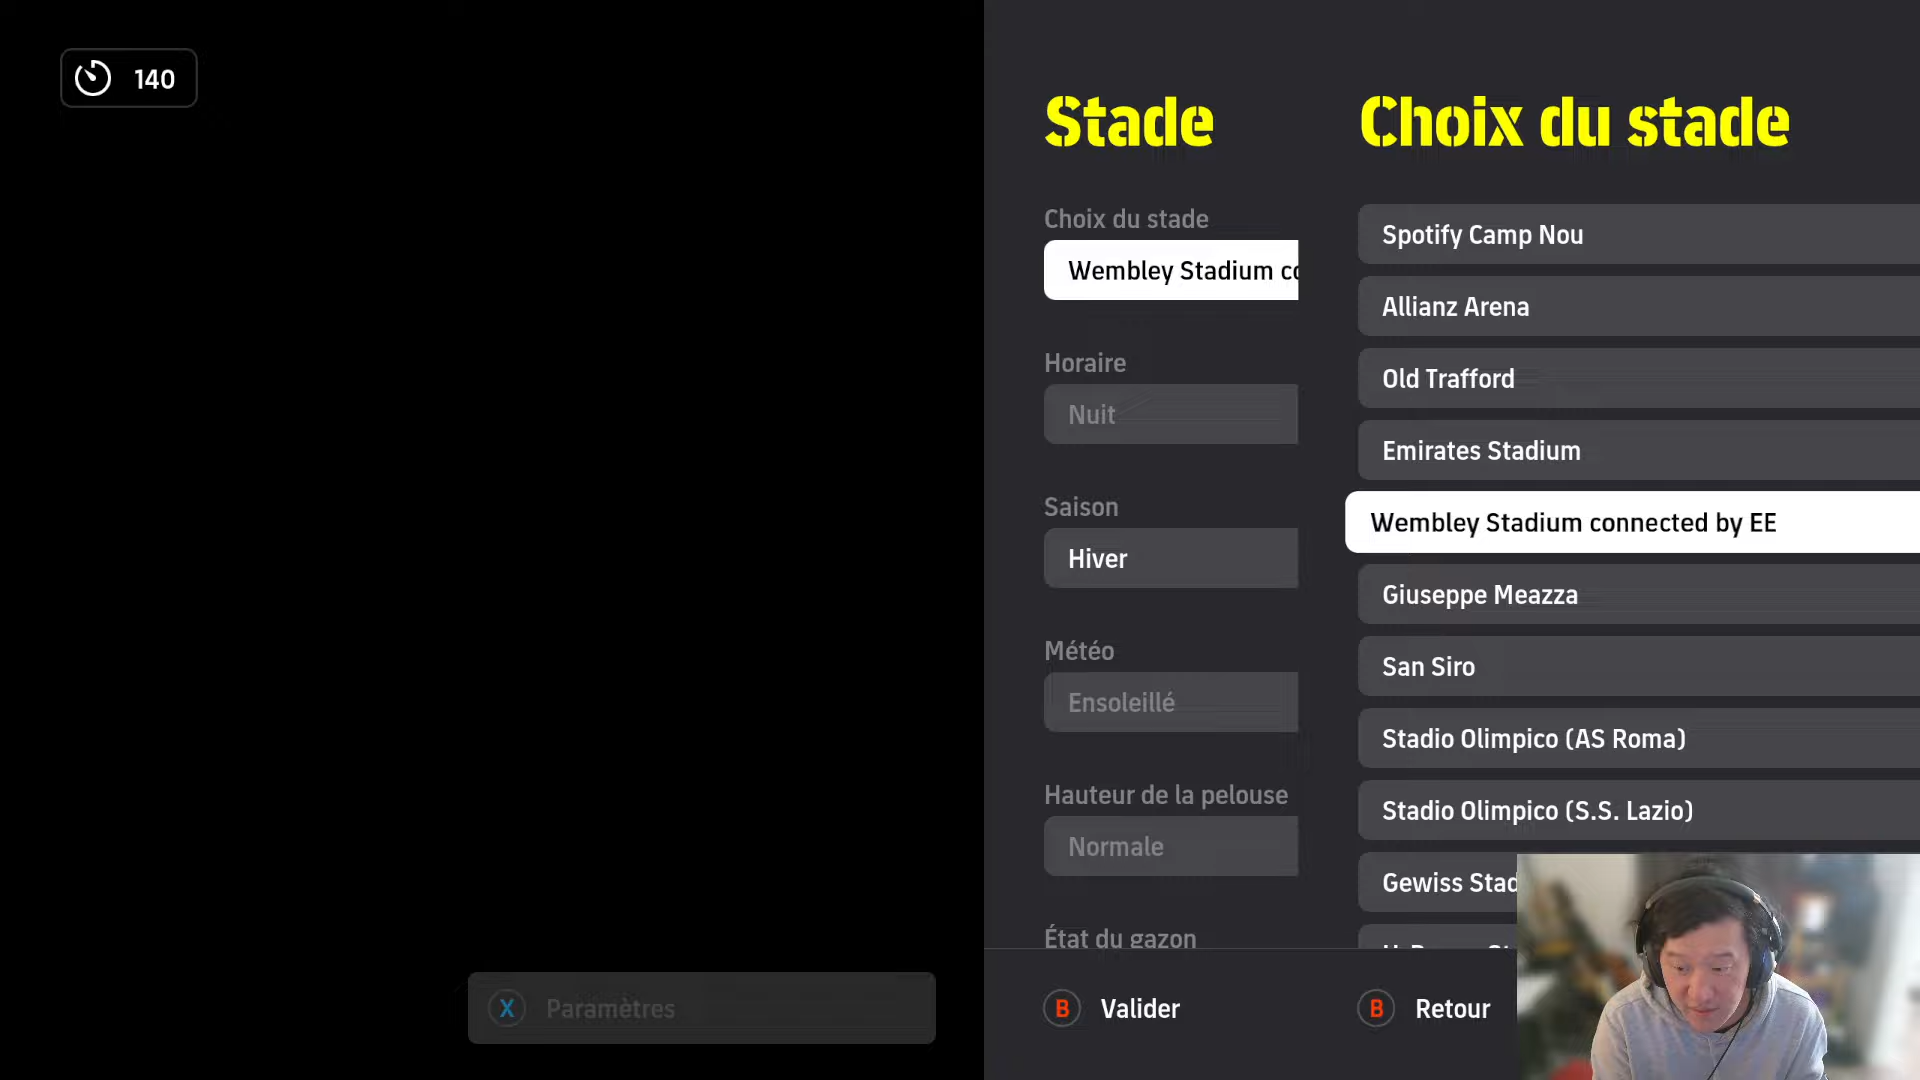 140
Stade
Choix du stade
Wembley Stadium co
Horaire
Nuit
Saison
Hiver
Météo
Ensoleillé
Hauteur de la pelouse
Normale
État du gazon
Choix du stade
Spotify Camp Nou
Allianz Arena
Old Trafford
Emirates Stadium
Wembley Stadium connected by EE
Giuseppe Meazza
San Siro
Stadio Olimpico (AS Roma)
Stadio Olimpico (S.S. Lazio)
Gewiss Stad
X Paramètres
B Valider
B Retour